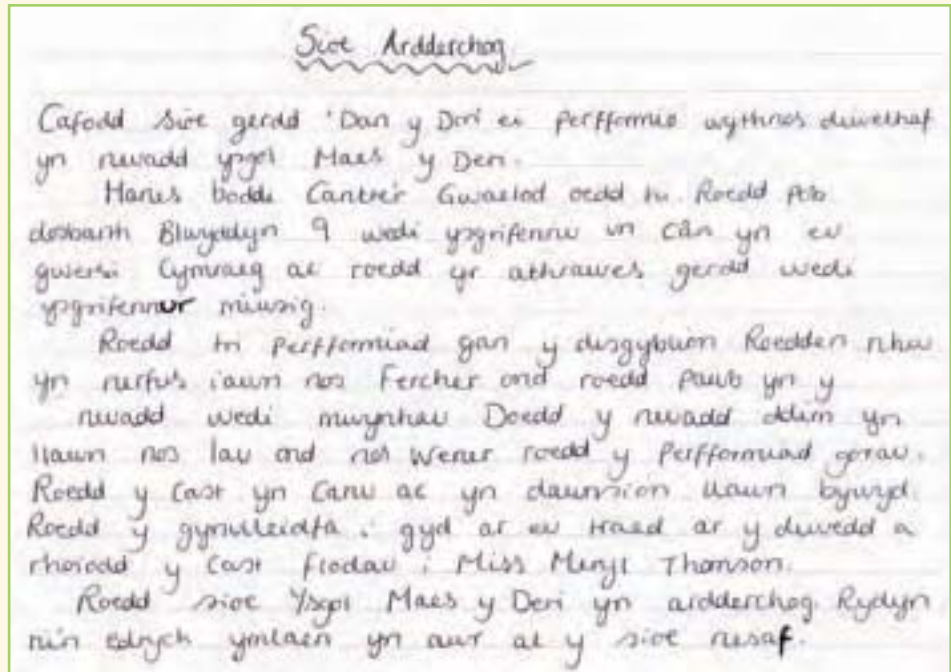 Sioe Ardderchog
Cafodd sioe gerdd 'Dan y Don ei perfformio wythnos diwethaf
yn neuadd ysgol Maes y Deri.
Hanes boddi Cantre'r Gwaelod oedd hi. Roedd pob
dosbarth Blwyddyn 9 wedi ysgrifennu un cân yn eu
gwersi Cymraeg ac roedd yr athrawes gerdd wedi
ysgrifennur miwsig.
Roedd tri perfformiad gan y disgyblion Roedden nhw
yn nerfus iawn nos Fercher ond roedd pawb yn y
neuadd wedi mwynhau Doedd y neuadd ddim yn
llawn nos Iau ond nos Wener roedd y perfformiad gorau.
Roedd y cast yn canu ac yn dawnsion llawn bywyd.
Roedd y gynulleidfa i gyd ar eu traed ar y diwedd a
rhoiodd y cast flodau i Miss Thomson.
Roedd sioe Ysgol Maes y Deri yn ardderchog. Rydyn
ni'n edrych ymlaen yn awr at y sioe nesaf.